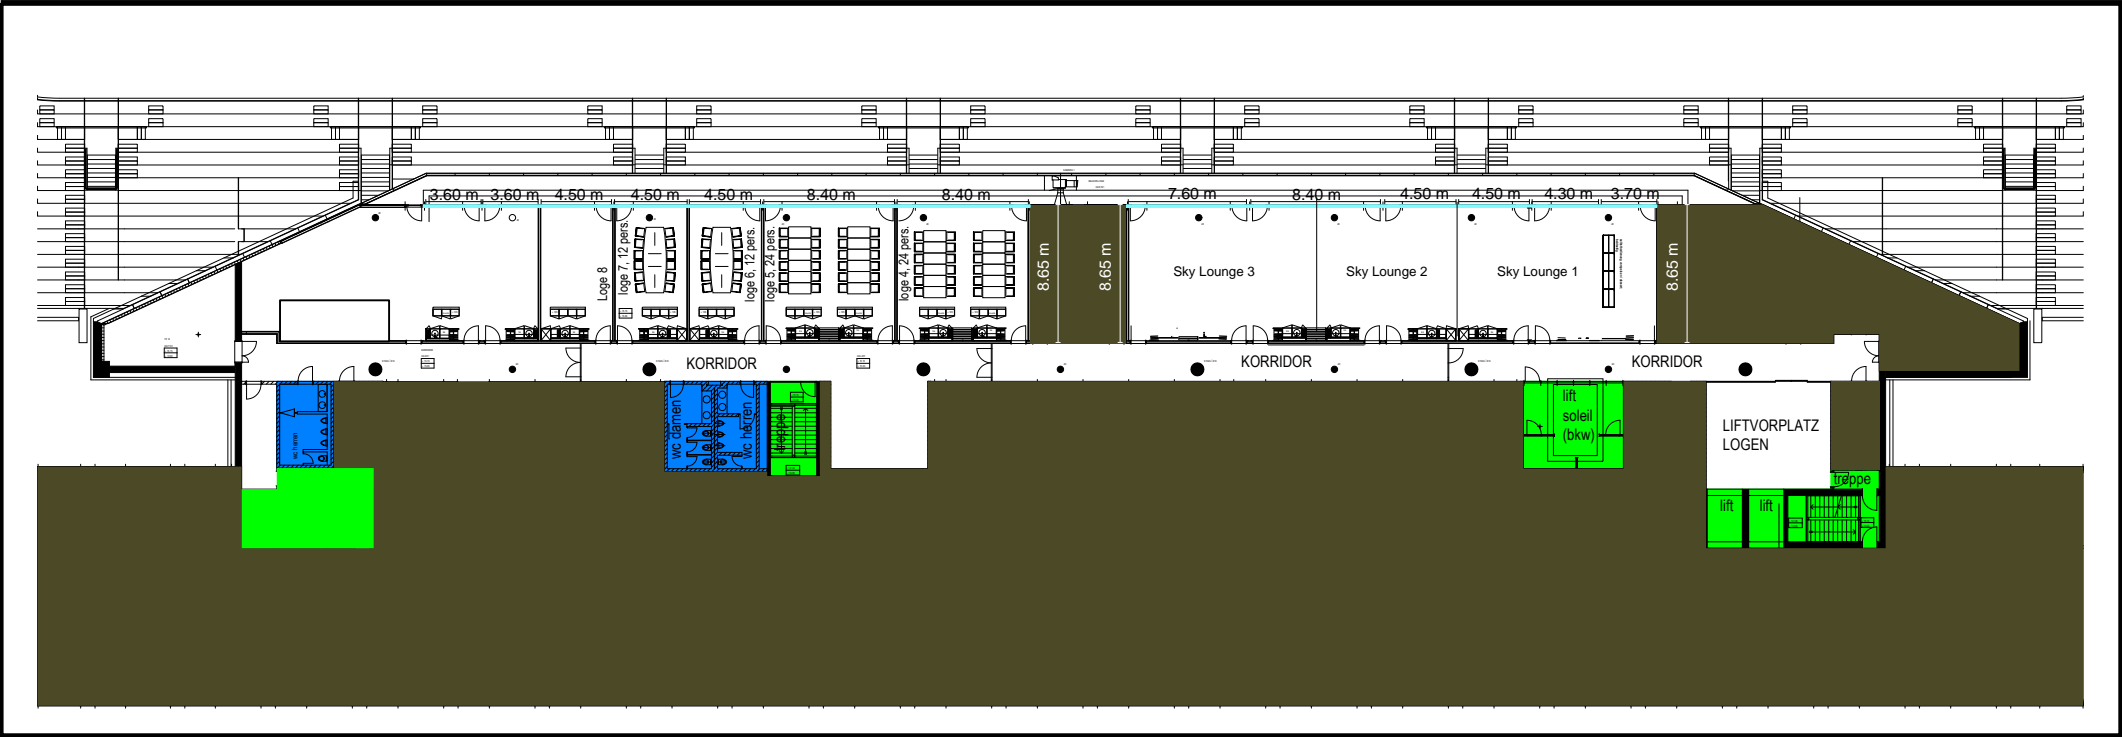 3.60 m
3.60 m
4.50 m
4.50 m
4.50 m
8.40 m
8.40 m
7.60 m
8.40 m
4.50 m
4.50 m
4.30 m
3.70 m
Loge 8
loge 7, 12 pers.
loge 6, 12 pers.
loge 5, 24 pers.
loge 4, 24 pers.
8.65 m
8.65 m
Sky Lounge 3
Sky Lounge 2
Sky Lounge 1
8.65 m
KORRIDOR
KORRIDOR
KORRIDOR
wc herren
wc damen
wc herren
treppe
lift
soleil
(bkw)
LIFTVORPLATZ
LOGEN
treppe
lift
lift